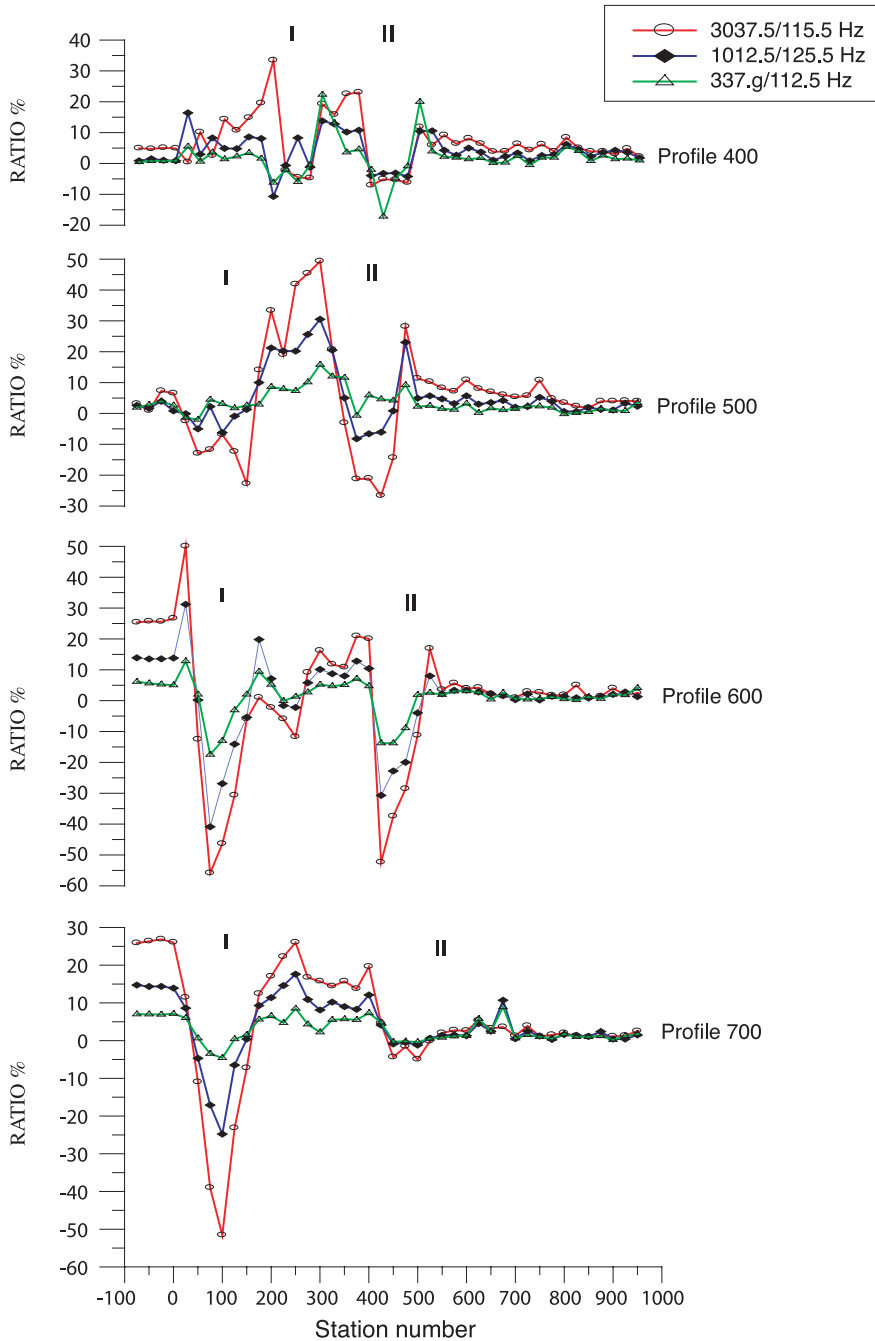 3037.5/115.5 Hz
1012.5/125.5 Hz
337.g/112.5 Hz
I II
40
30
20
10
0
-10
-20
RATIO %
Profile 400
I II
50
40
30
20
10
0
-10
-20
-30
RATIO %
Profile 500
I II
50
40
30
20
10
0
-10
-20
-30
-40
-50
-60
RATIO %
Profile 600
I II
30
20
10
0
-10
-20
-30
-40
-50
-60
RATIO %
Profile 700
-100 0 100 200 300 400 500 600 700 800 900 1000
Station number